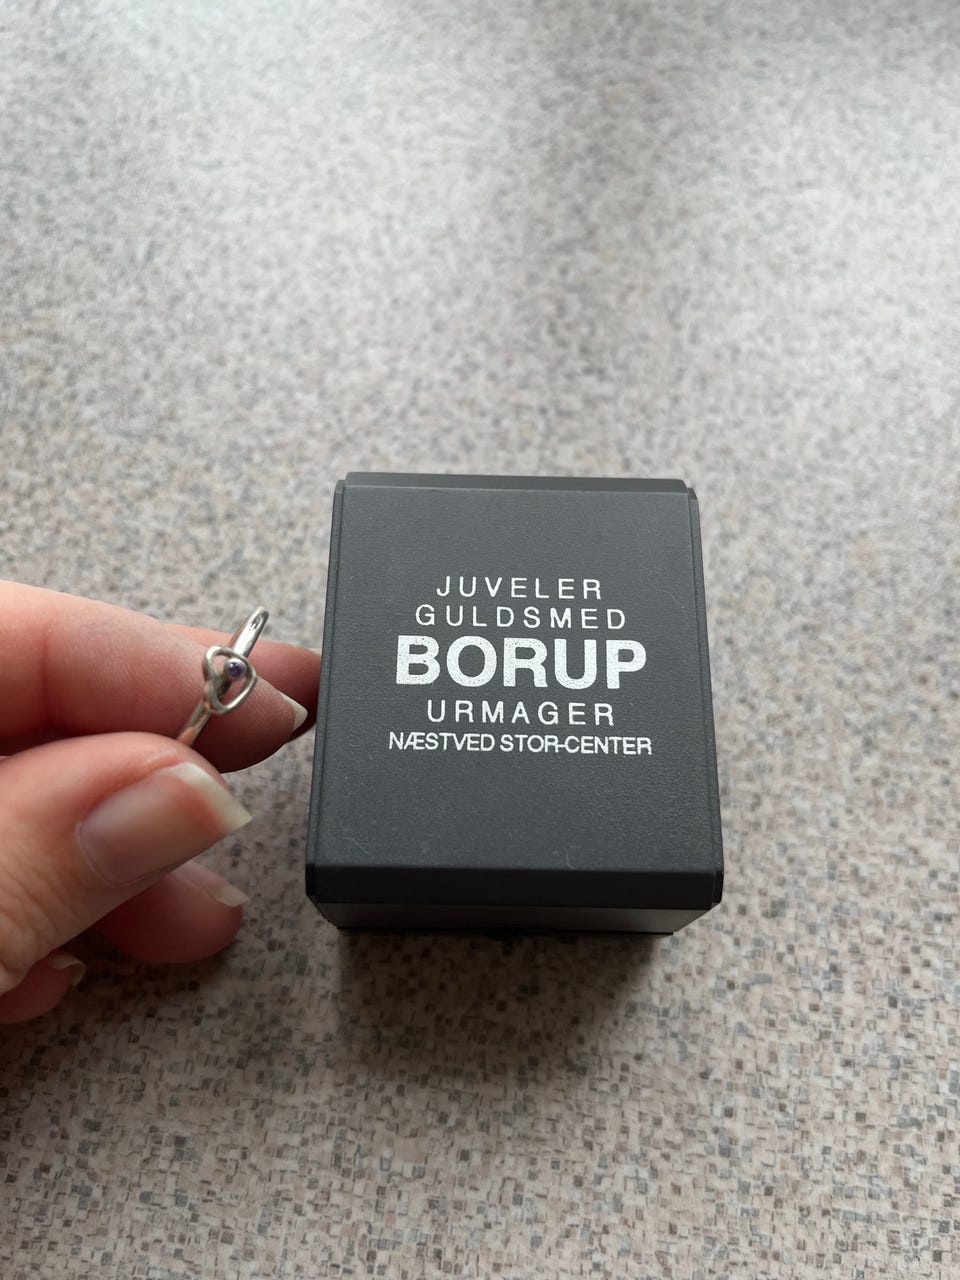 JUVELER
GULDSMED
BORUP
URMAGER
NÆSTVED STOR-CENTER